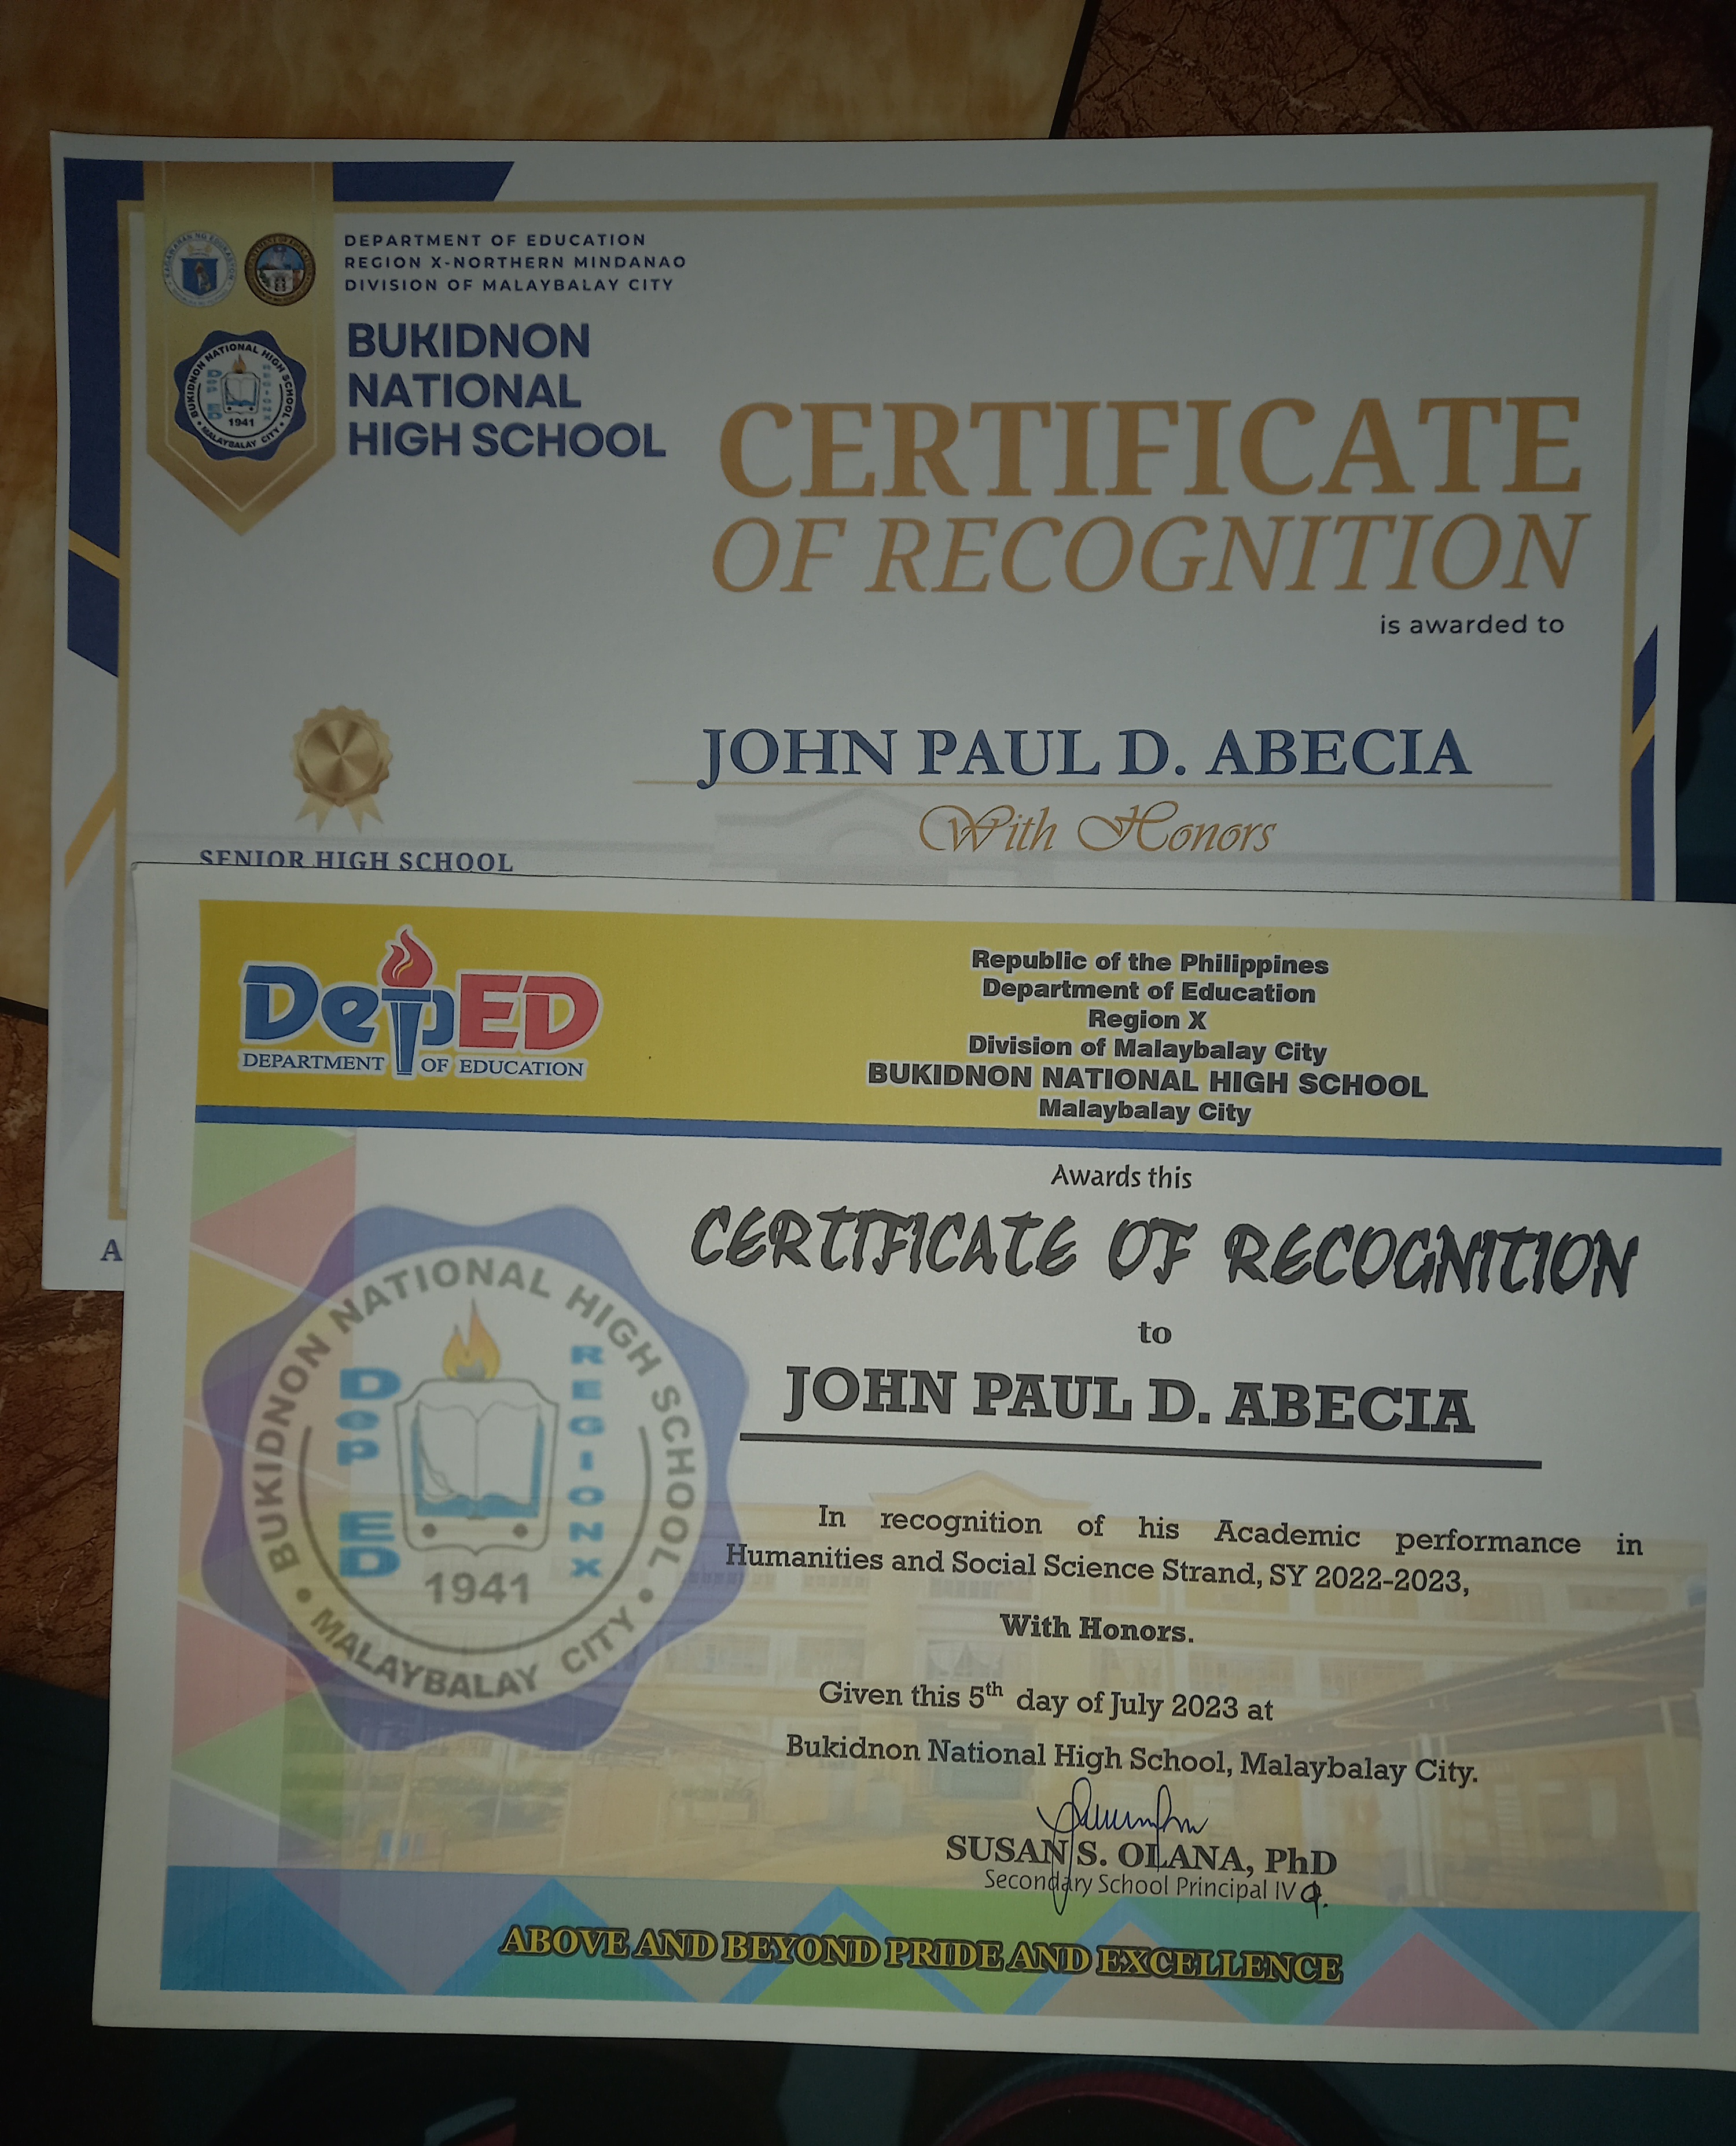 DEPARTMENT OF EDUCATION
REGION X-NORTHERN MINDANAO
DIVISION OF MALAYBALAY CITY
BUKIDNON
NATIONAL
HIGH SCHOOL
BUKIDNON NATIONAL HIGH SCHOOL
DepED
REGION X
1941
MALAYBALAY CITY
CERTIFICATE
OF RECOGNITION
is awarded to
JOHN PAUL D. ABECIA
With Honors
SENIOR HIGH SCHOOL
A
DepED
DEPARTMENT OF EDUCATION
Republic of the Philippines
Department of Education
Region X
Division of Malaybalay City
BUKIDNON NATIONAL HIGH SCHOOL
Malaybalay City
Awards this
CERTIFICATE OF RECOGNITION
to
JOHN PAUL D. ABECIA
BUKIDNON NATIONAL HIGH SCHOOL
DepED
REGION X
1941
MALAYBALAY CITY
In recognition of his Academic performance in
Humanities and Social Science Strand, SY 2022-2023,
With Honors.
Given this 5th day of July 2023 at
Bukidnon National High School, Malaybalay City.
SUSAN S. OLANA, PhD
Secondary School Principal IV
ABOVE AND BEYOND PRIDE AND EXCELLENCE